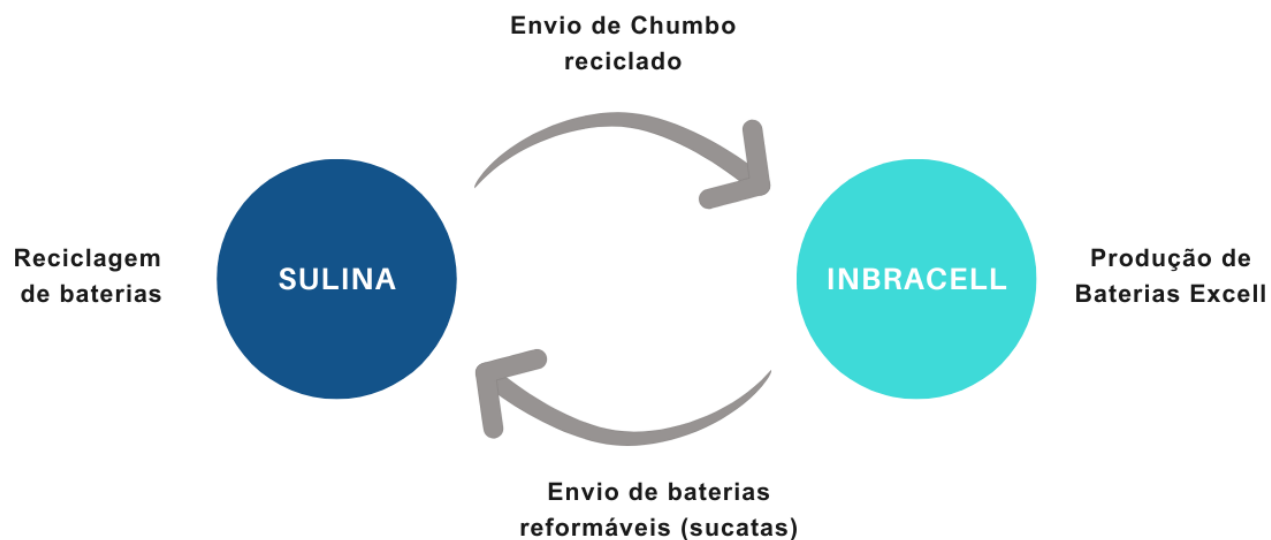 Envio de Chumbo
reciclado
Reciclagem
de baterias
SULINA
INBRACELL
Produção de
Baterias Excell
Envio de baterias
reformáveis (sucatas)